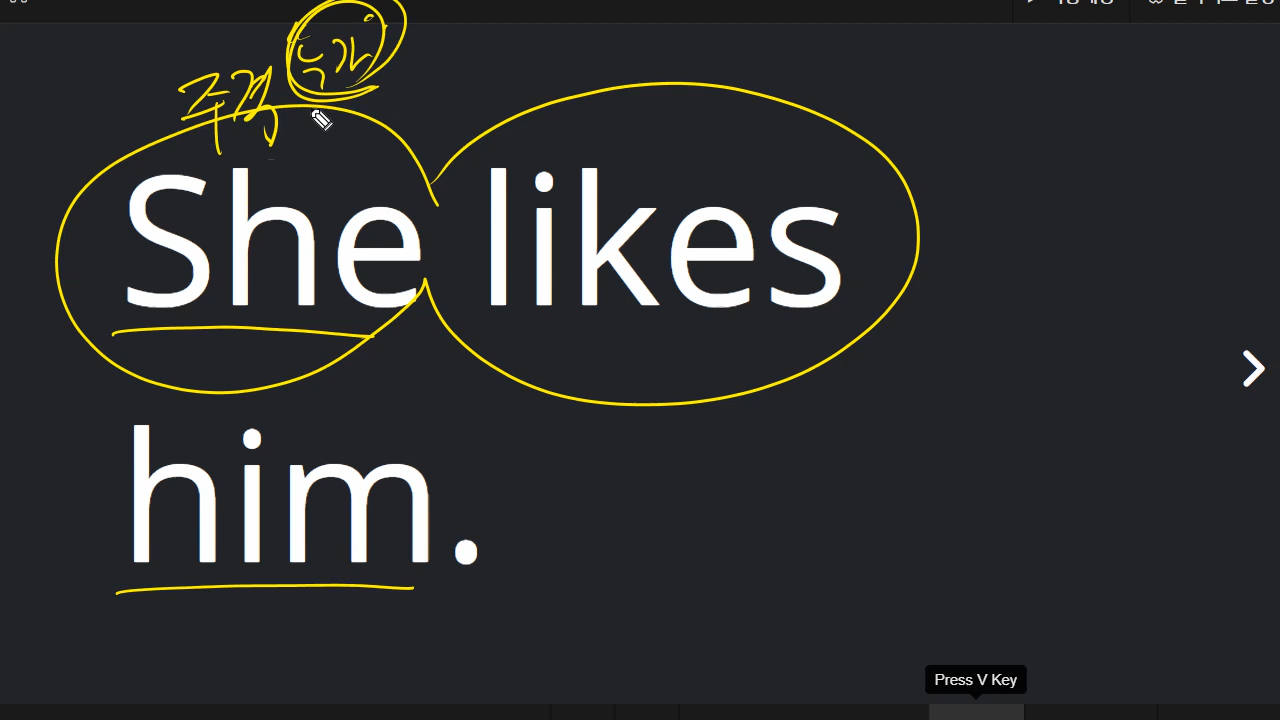 누가
주격
She likes
him.
Press V Key